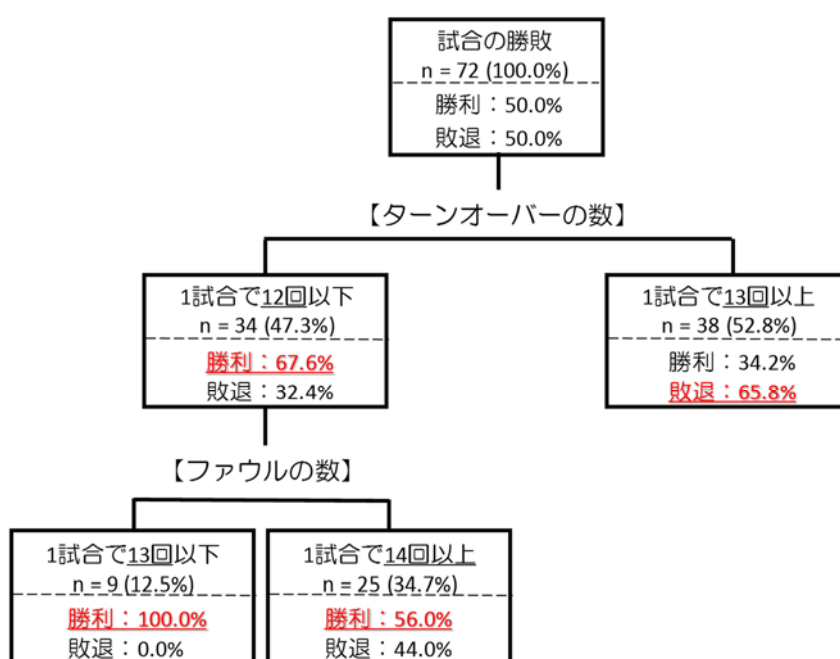 試合の勝敗
n = 72 (100.0%)
勝利：50.0%
敗退：50.0%
【ターンオーバーの数】
1試合で12回以下
n = 34 (47.3%)
勝利：67.6%
敗退：32.4%
1試合で13回以上
n = 38 (52.8%)
勝利：34.2%
敗退：65.8%
【ファウルの数】
1試合で13回以下
n = 9 (12.5%)
勝利：100.0%
敗退：0.0%
1試合で14回以上
n = 25 (34.7%)
勝利：56.0%
敗退：44.0%